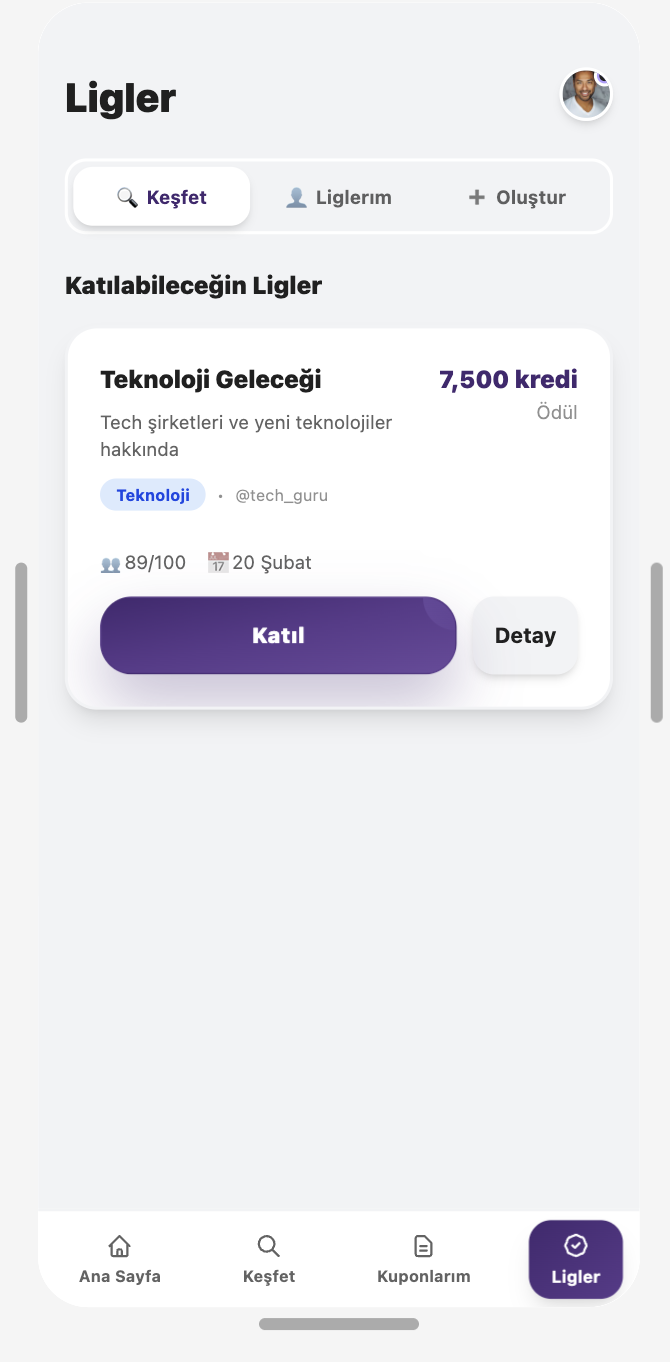 Ligler
🔍 Keşfet
👤 Liglerım
➕ Oluştur
Katılabileceğin Ligler
Teknoloji Geleceği
7,500 kredi
Ödül
Tech şirketleri ve yeni teknolojiler
hakkında
Teknoloji • @tech_guru
👥 89/100 📅 20 Şubat
Katıl
Detay
Ana Sayfa
Keşfet
Kuponlarım
Ligler